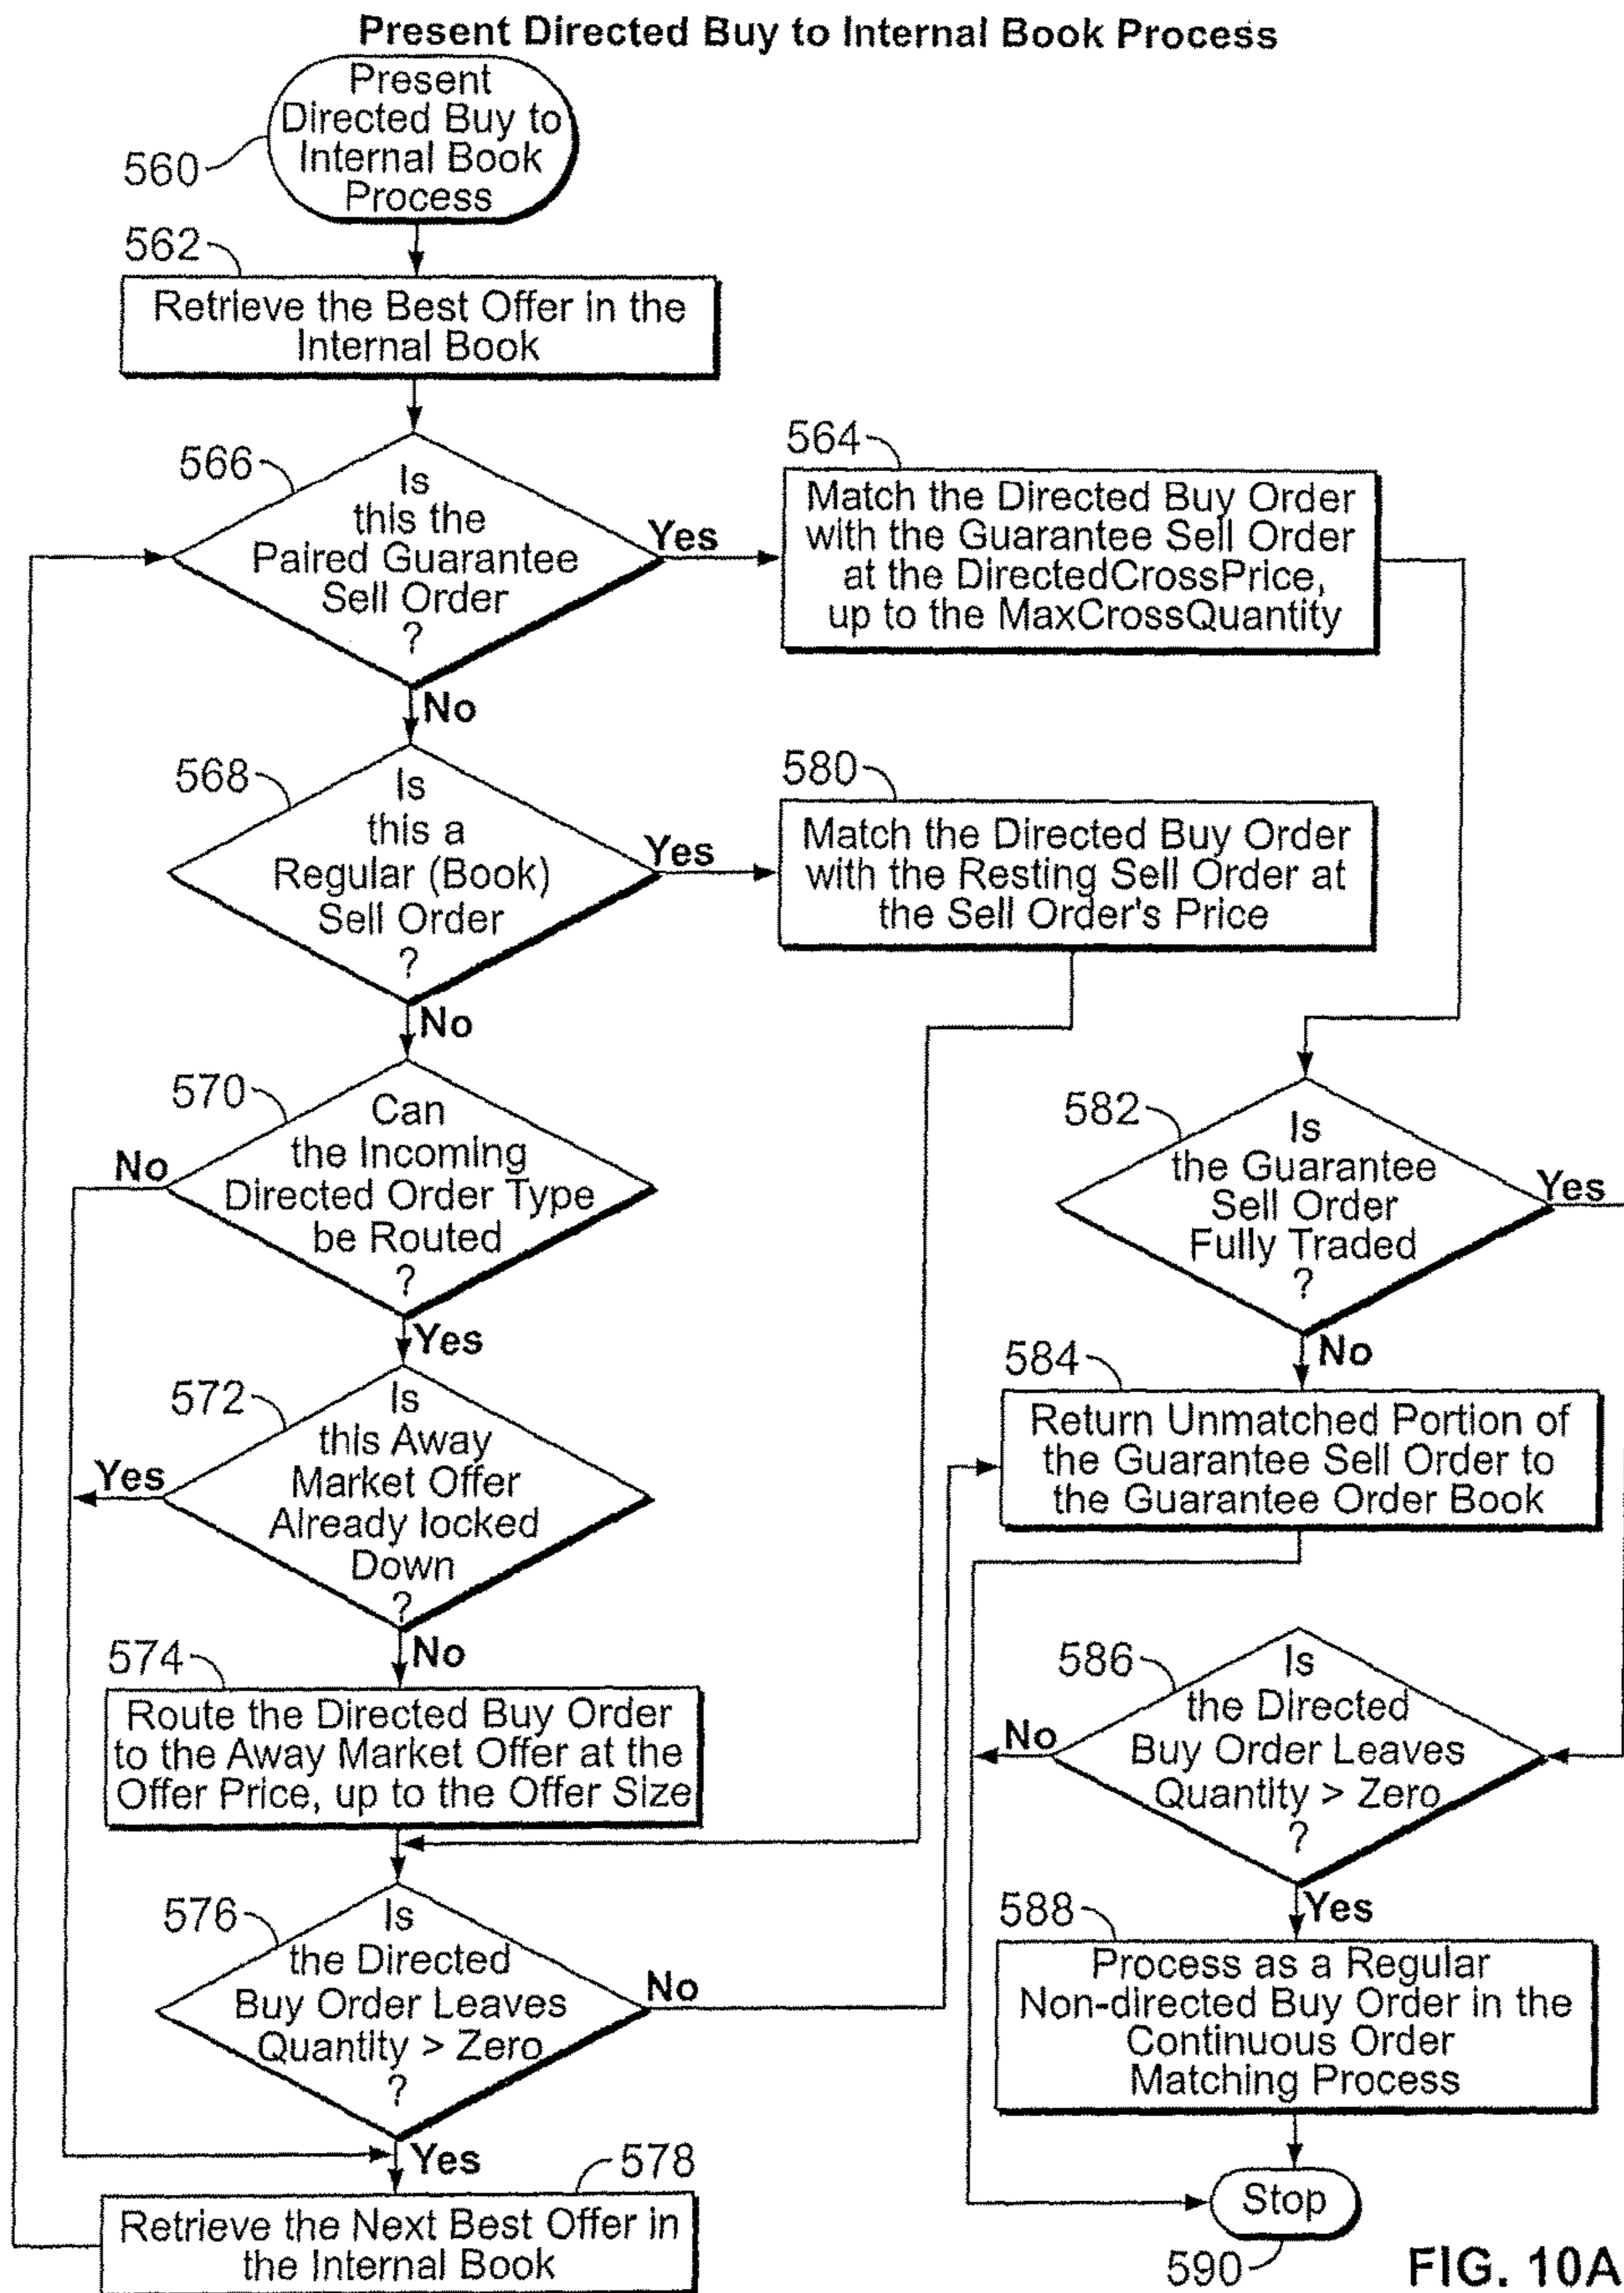 Present Directed Buy to Internal Book Process
Present
Directed Buy to
Internal Book
Process
560
562
Retrieve the Best Offer in the
Internal Book
566
Is
this the
Paired Guarantee
Sell Order
?
Yes
No
564
Match the Directed Buy Order
with the Guarantee Sell Order
at the DirectedCrossPrice,
up to the MaxCrossQuantity
568
Is
this a
Regular (Book)
Sell Order
?
Yes
No
580
Match the Directed Buy Order
with the Resting Sell Order at
the Sell Order's Price
570
Can
the Incoming
Directed Order Type
be Routed
?
No
Yes
572
Is
this Away
Market Offer
Already locked
Down
?
Yes
No
574
Route the Directed Buy Order
to the Away Market Offer at the
Offer Price, up to the Offer Size
576
Is
the Directed
Buy Order Leaves
Quantity > Zero
?
No
Yes
578
Retrieve the Next Best Offer in
the Internal Book
582
Is
the Guarantee
Sell Order
Fully Traded
?
Yes
No
584
Return Unmatched Portion of
the Guarantee Sell Order to
the Guarantee Order Book
586
Is
the Directed
Buy Order Leaves
Quantity > Zero
?
No
Yes
588
Process as a Regular
Non-directed Buy Order in the
Continuous Order
Matching Process
Stop
590
FIG. 10A